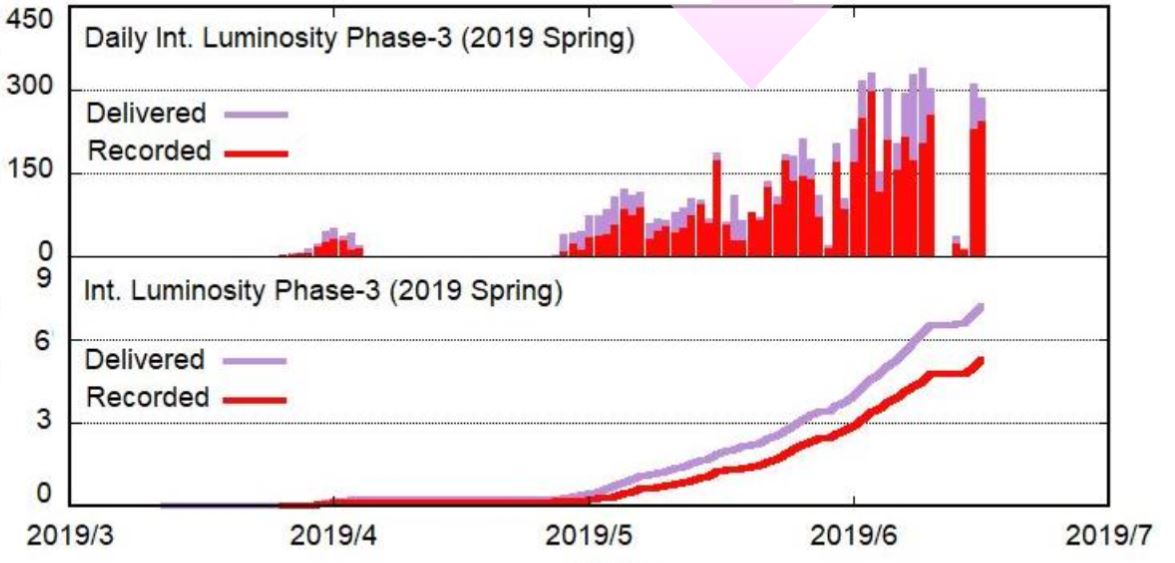 450
Daily Int. Luminosity Phase-3 (2019 Spring)
300
Delivered
Recorded
150
0
9
Int. Luminosity Phase-3 (2019 Spring)
6
Delivered
Recorded
3
0
2019/3 2019/4 2019/5 2019/6 2019/7